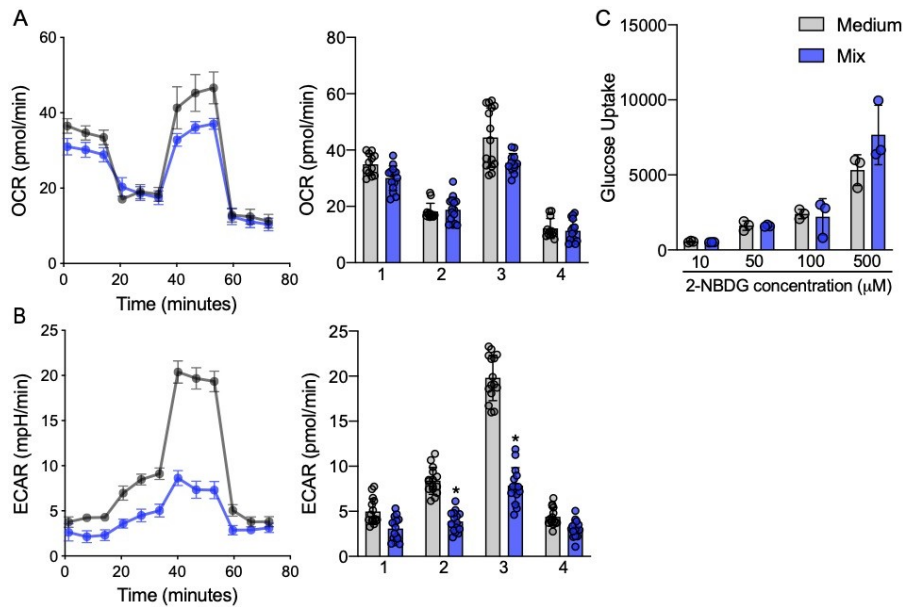 A
OCR (pmol/min)
60
40
20
0
0 20 40 60 80
Time (minutes)
OCR (pmol/min)
80
60
40
20
0
1 2 3 4
C
Glucose Uptake
15000
10000
5000
0
Medium
Mix
10 50 100 500
2-NBDG concentration (μM)
B
ECAR (mpH/min)
25
20
15
10
5
0
0 20 40 60 80
Time (minutes)
ECAR (pmol/min)
25
20
15
10
5
0
* *
1 2 3 4